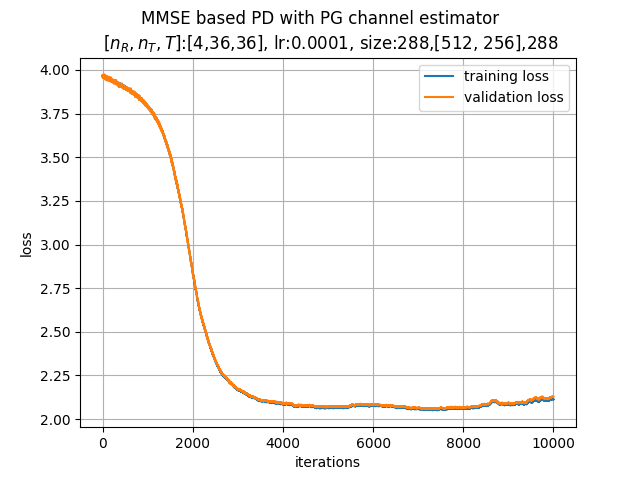 MMSE based PD with PG channel estimator
[n_R, n_T, T]:[4,36,36], lr:0.0001, size:288,[512, 256],288
training loss
validation loss
4.00
3.75
3.50
3.25
3.00
2.75
2.50
2.25
2.00
loss
0
2000
4000
6000
8000
10000
iterations